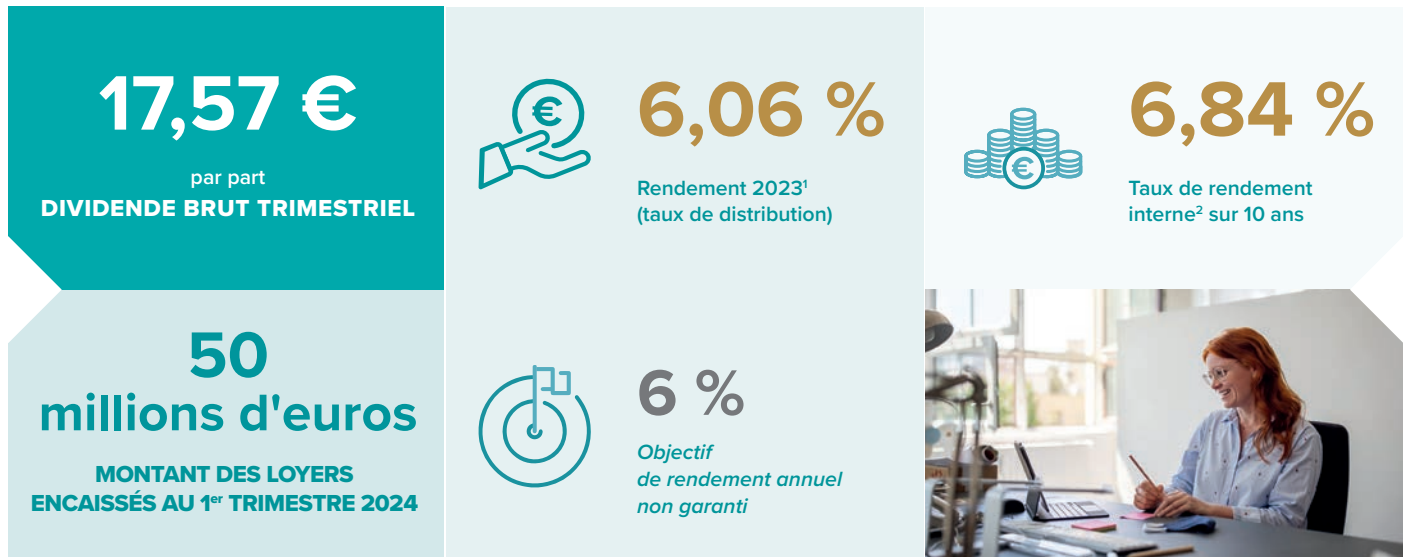 17,57 €
par part
DIVIDENDE BRUT TRIMESTRIEL
€
6,06 %
Rendement 2023¹
(taux de distribution)
€
6,84 %
Taux de rendement
interne² sur 10 ans
50
millions d'euros
MONTANT DES LOYERS
ENCAISSÉS AU 1er TRIMESTRE 2024
6 %
Objectif
de rendement annuel
non garanti